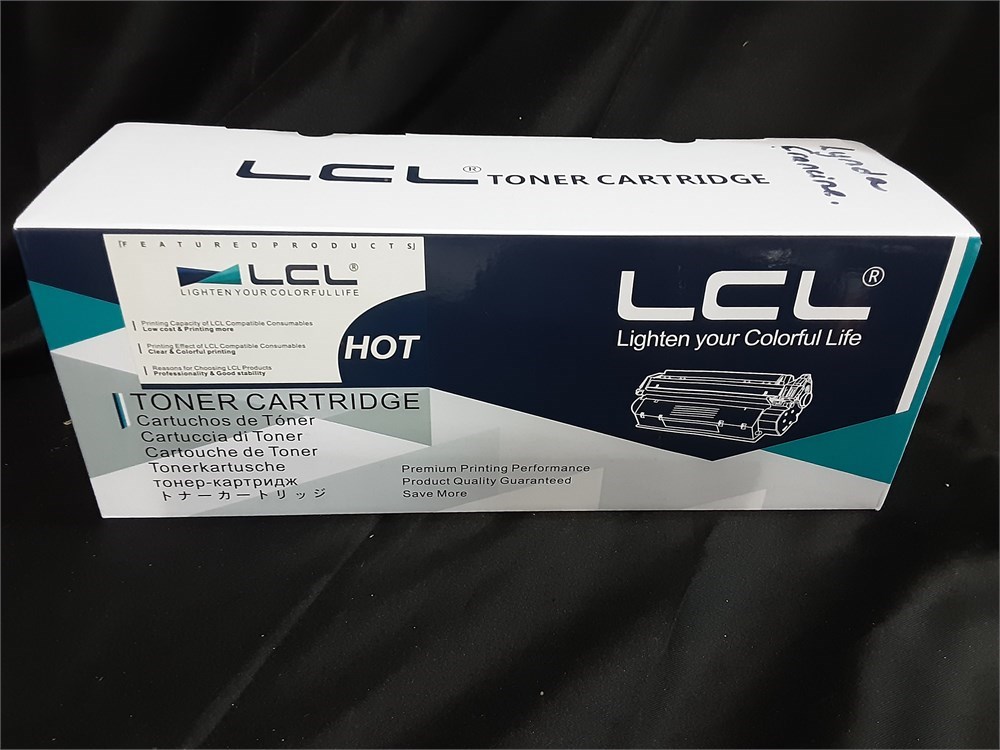 LCL® TONER CARTRIDGE
Lynda
[FEATURED PRODUCTS]
LCL®
LIGHTEN YOUR COLORFUL LIFE
Printing Capacity of LCL Compatible Consumables
Low cost & Printing more
Printing Effect of LCL Compatible Consumables
Clear & Colorful printing
Reasons for Choosing LCL Products
Professionality & Good stability
HOT
LCL®
Lighten your Colorful Life
TONER CARTRIDGE
Cartuchos de Tóner
Cartuccia di Toner
Cartouche de Toner
Tonerkartusche
тонер-картридж
トナーカートリッジ
Premium Printing Performance
Product Quality Guaranteed
Save More